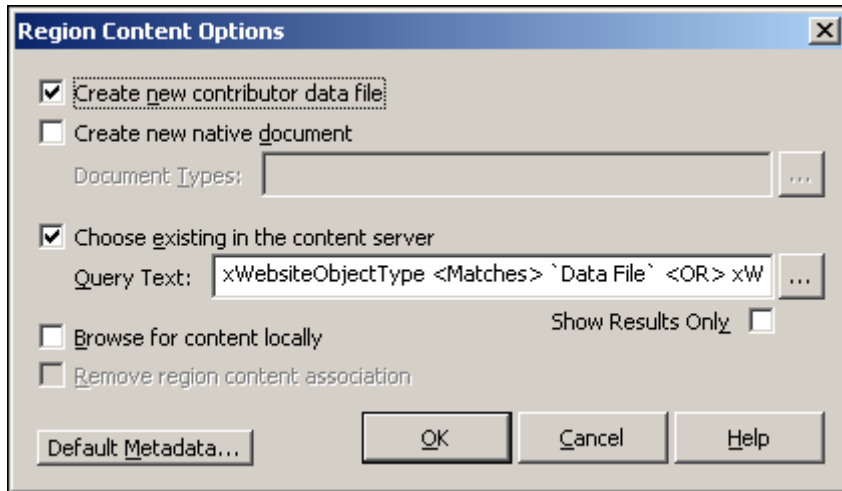 Region Content Options
Create new contributor data file
Create new native document
Document Types:
...
Choose existing in the content server
Query Text: xWebsiteObjectType <Matches> `Data File` <OR> xW ...
Show Results Only
Browse for content locally
Remove region content association
Default Metadata... OK Cancel Help